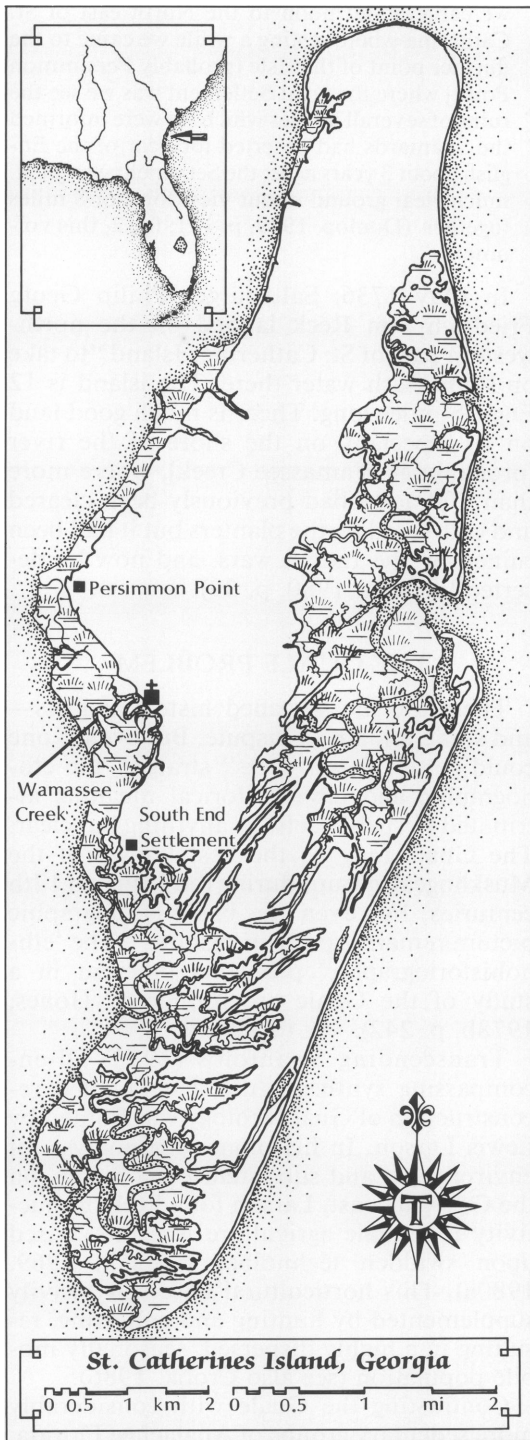 Persimmon Point
Wamassee
Creek
South End
Settlement
T
St. Catherines Island, Georgia
0 0.5 1 km 2 0 0.5 mi 2